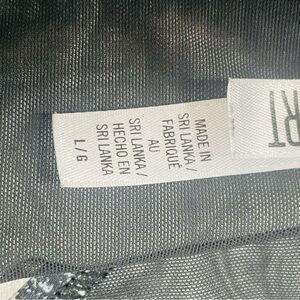 MADE IN
SRI LANKA /
FABRIQUÉ
AU
SRI LANKA /
HECHO EN
SRI LANKA
L / G
RT